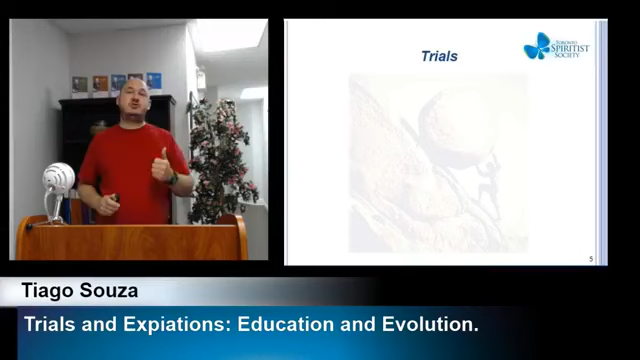 Trials
TORONTO
SPIRITIST
SOCIETY
5
Tiago Souza
Trials and Expiations: Education and Evolution.